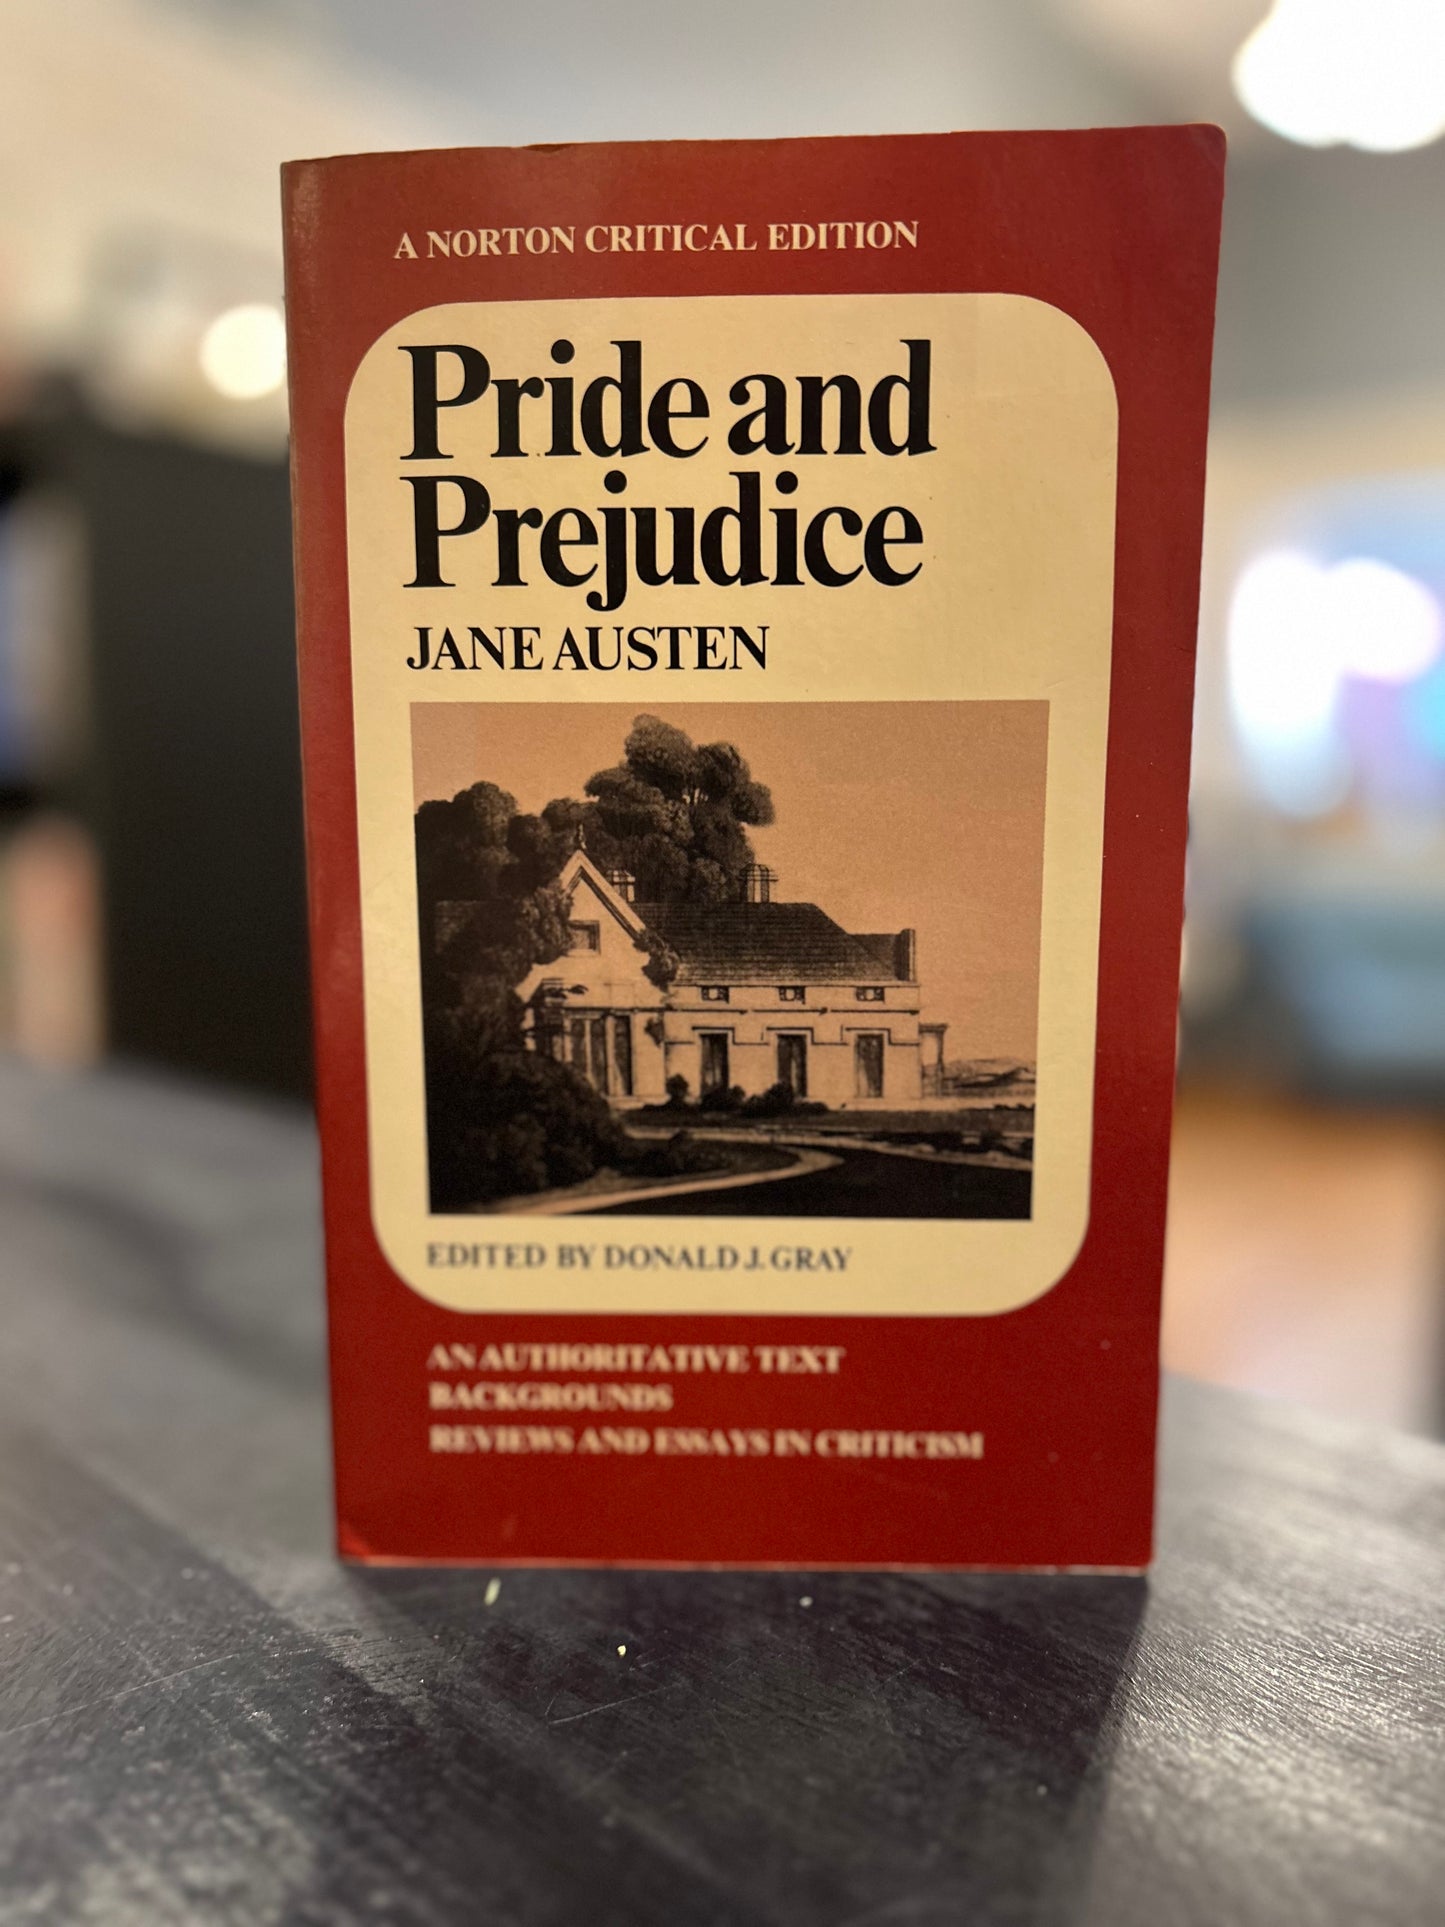 A NORTON CRITICAL EDITION
Pride and
Prejudice
JANE AUSTEN
EDITED BY DONALD J. GRAY
AN AUTHORITATIVE TEXT
BACKGROUNDS
REVIEWS AND ESSAYS IN CRITICISM